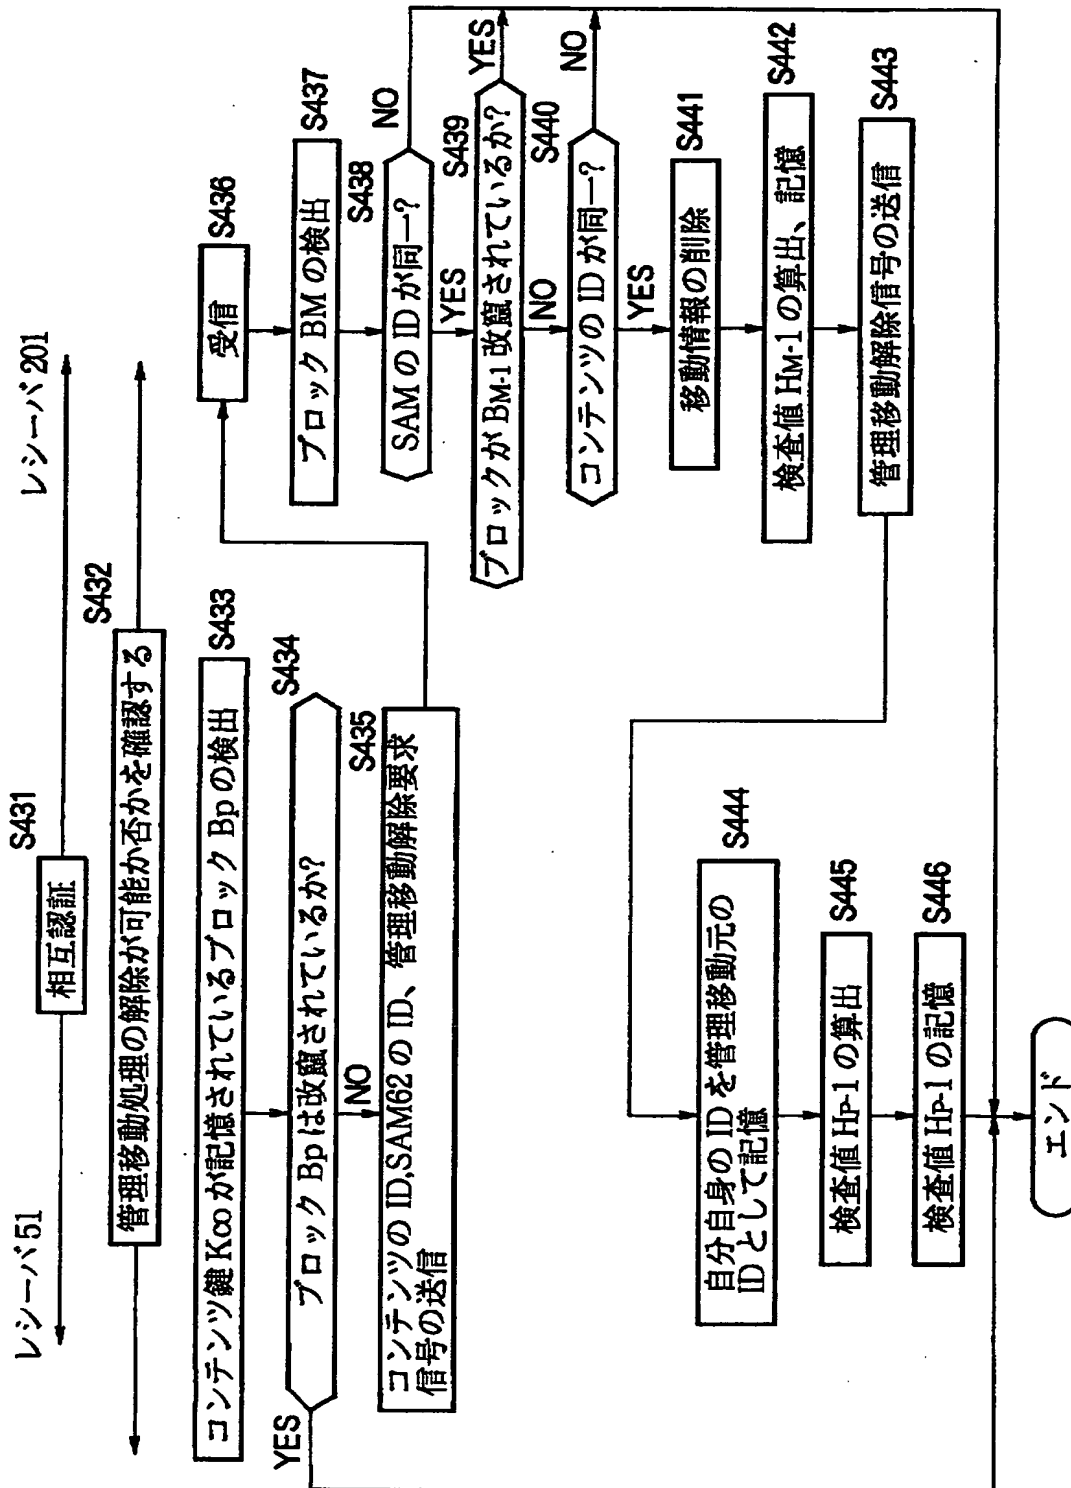 レシーバ51
レシーバ201
S431
相互認証
S432
管理移動処理の解除が可能か否かを確認する
S433
コンテンツ鍵Kcoが記憶されているブロックBpの検出
S434
ブロックBpは改竄されているか?
YES
NO
S435
コンテンツのID,SAM62のID、管理移動解除要求
信号の送信
S436
受信
S437
ブロックBMの検出
S438
SAMのIDが同一?
NO
YES
S439
ブロックがBM-1改竄されているか?
YES
NO
S440
コンテンツのIDが同一?
NO
YES
S441
移動情報の削除
S442
検査値HM-1の算出、記憶
S443
管理移動解除信号の送信
S444
自分自身のIDを管理移動元の
IDとして記憶
S445
検査値HP-1の算出
S446
検査値HP-1の記憶
エンド